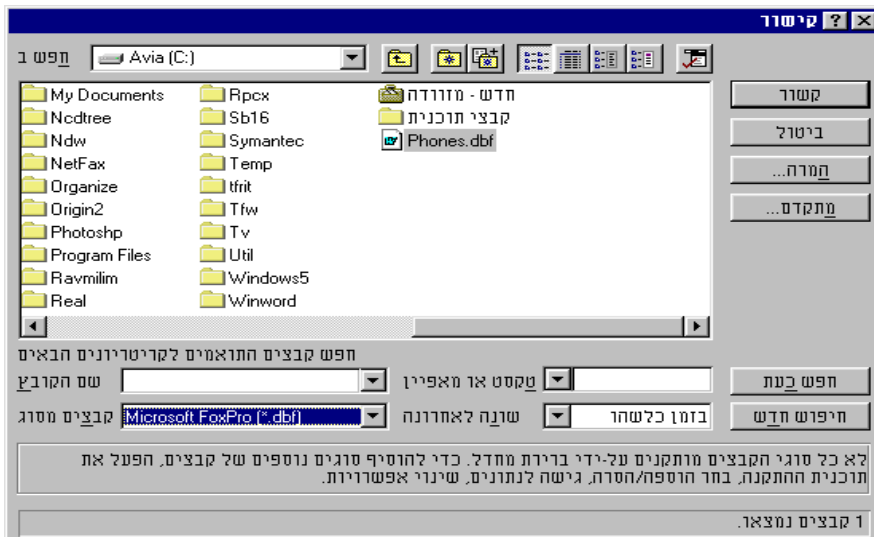 קישור
חפש ב
Avia (C:)
My Documents
Ncdtree
Ndw
NetFax
Organize
Origin2
Photoshp
Program Files
Ravmilim
Real
Rpcx
Sb16
Symantec
Temp
tfrit
Tfw
Tv
Util
Windows5
Winword
חדש - מזוודה
קבצי תוכנית
Phones.dbf
קשור
ביטול
המרה...
מתקדם...
חפש קבצים התואמים לקריטריונים הבאים
שם הקובץ
טקסט או מאפיין
חפש כעת
קבצים מסוג
Microsoft FoxPro (*.dbf)
שונה לאחרונה
בזמן כלשהו
חיפוש חדש
לא כל סוגי הקבצים מותקנים על-ידי ברירת מחדל. כדי להוסיף סוגים נוספים של קבצים, הפעל את
תוכנית ההתקנה, בחר הוספה/הסרה, גישה לנתונים, שינוי אפשרויות.
1 קבצים נמצאו.